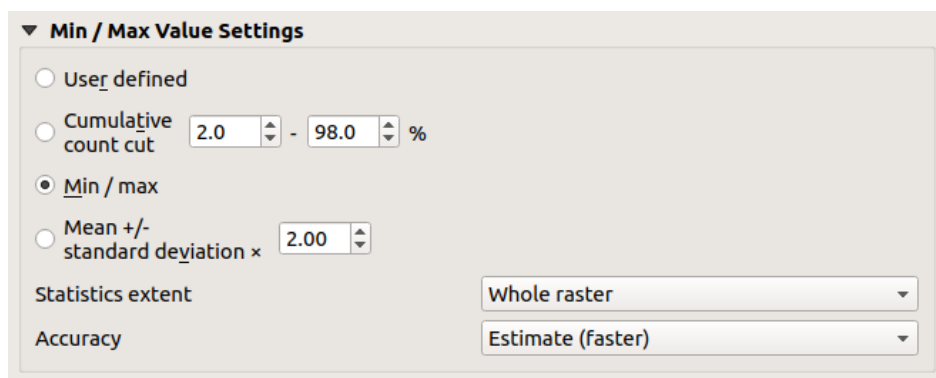 Min / Max Value Settings
User defined
Cumulative
count cut 2.0 - 98.0 %
Min / max
Mean +/-
standard deviation × 2.00
Statistics extent Whole raster
Accuracy Estimate (faster)